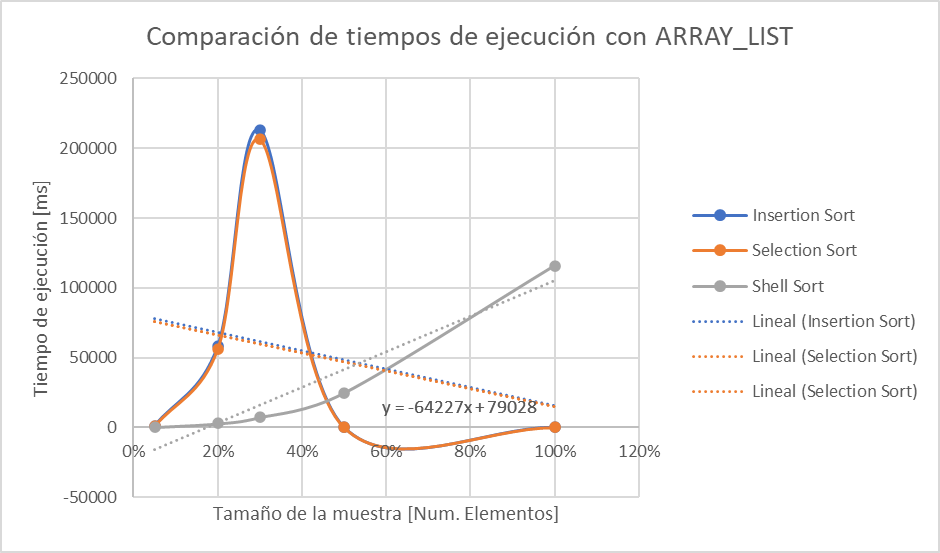 Comparación de tiempos de ejecución con ARRAY_LIST
Tiempo de ejecución [ms]
250000
200000
150000
100000
50000
0
-50000
0%
20%
40%
60%
80%
100%
120%
y = -64227x + 79028
Tamaño de la muestra [Num. Elementos]
Insertion Sort
Selection Sort
Shell Sort
Lineal (Insertion Sort)
Lineal (Selection Sort)
Lineal (Selection Sort)